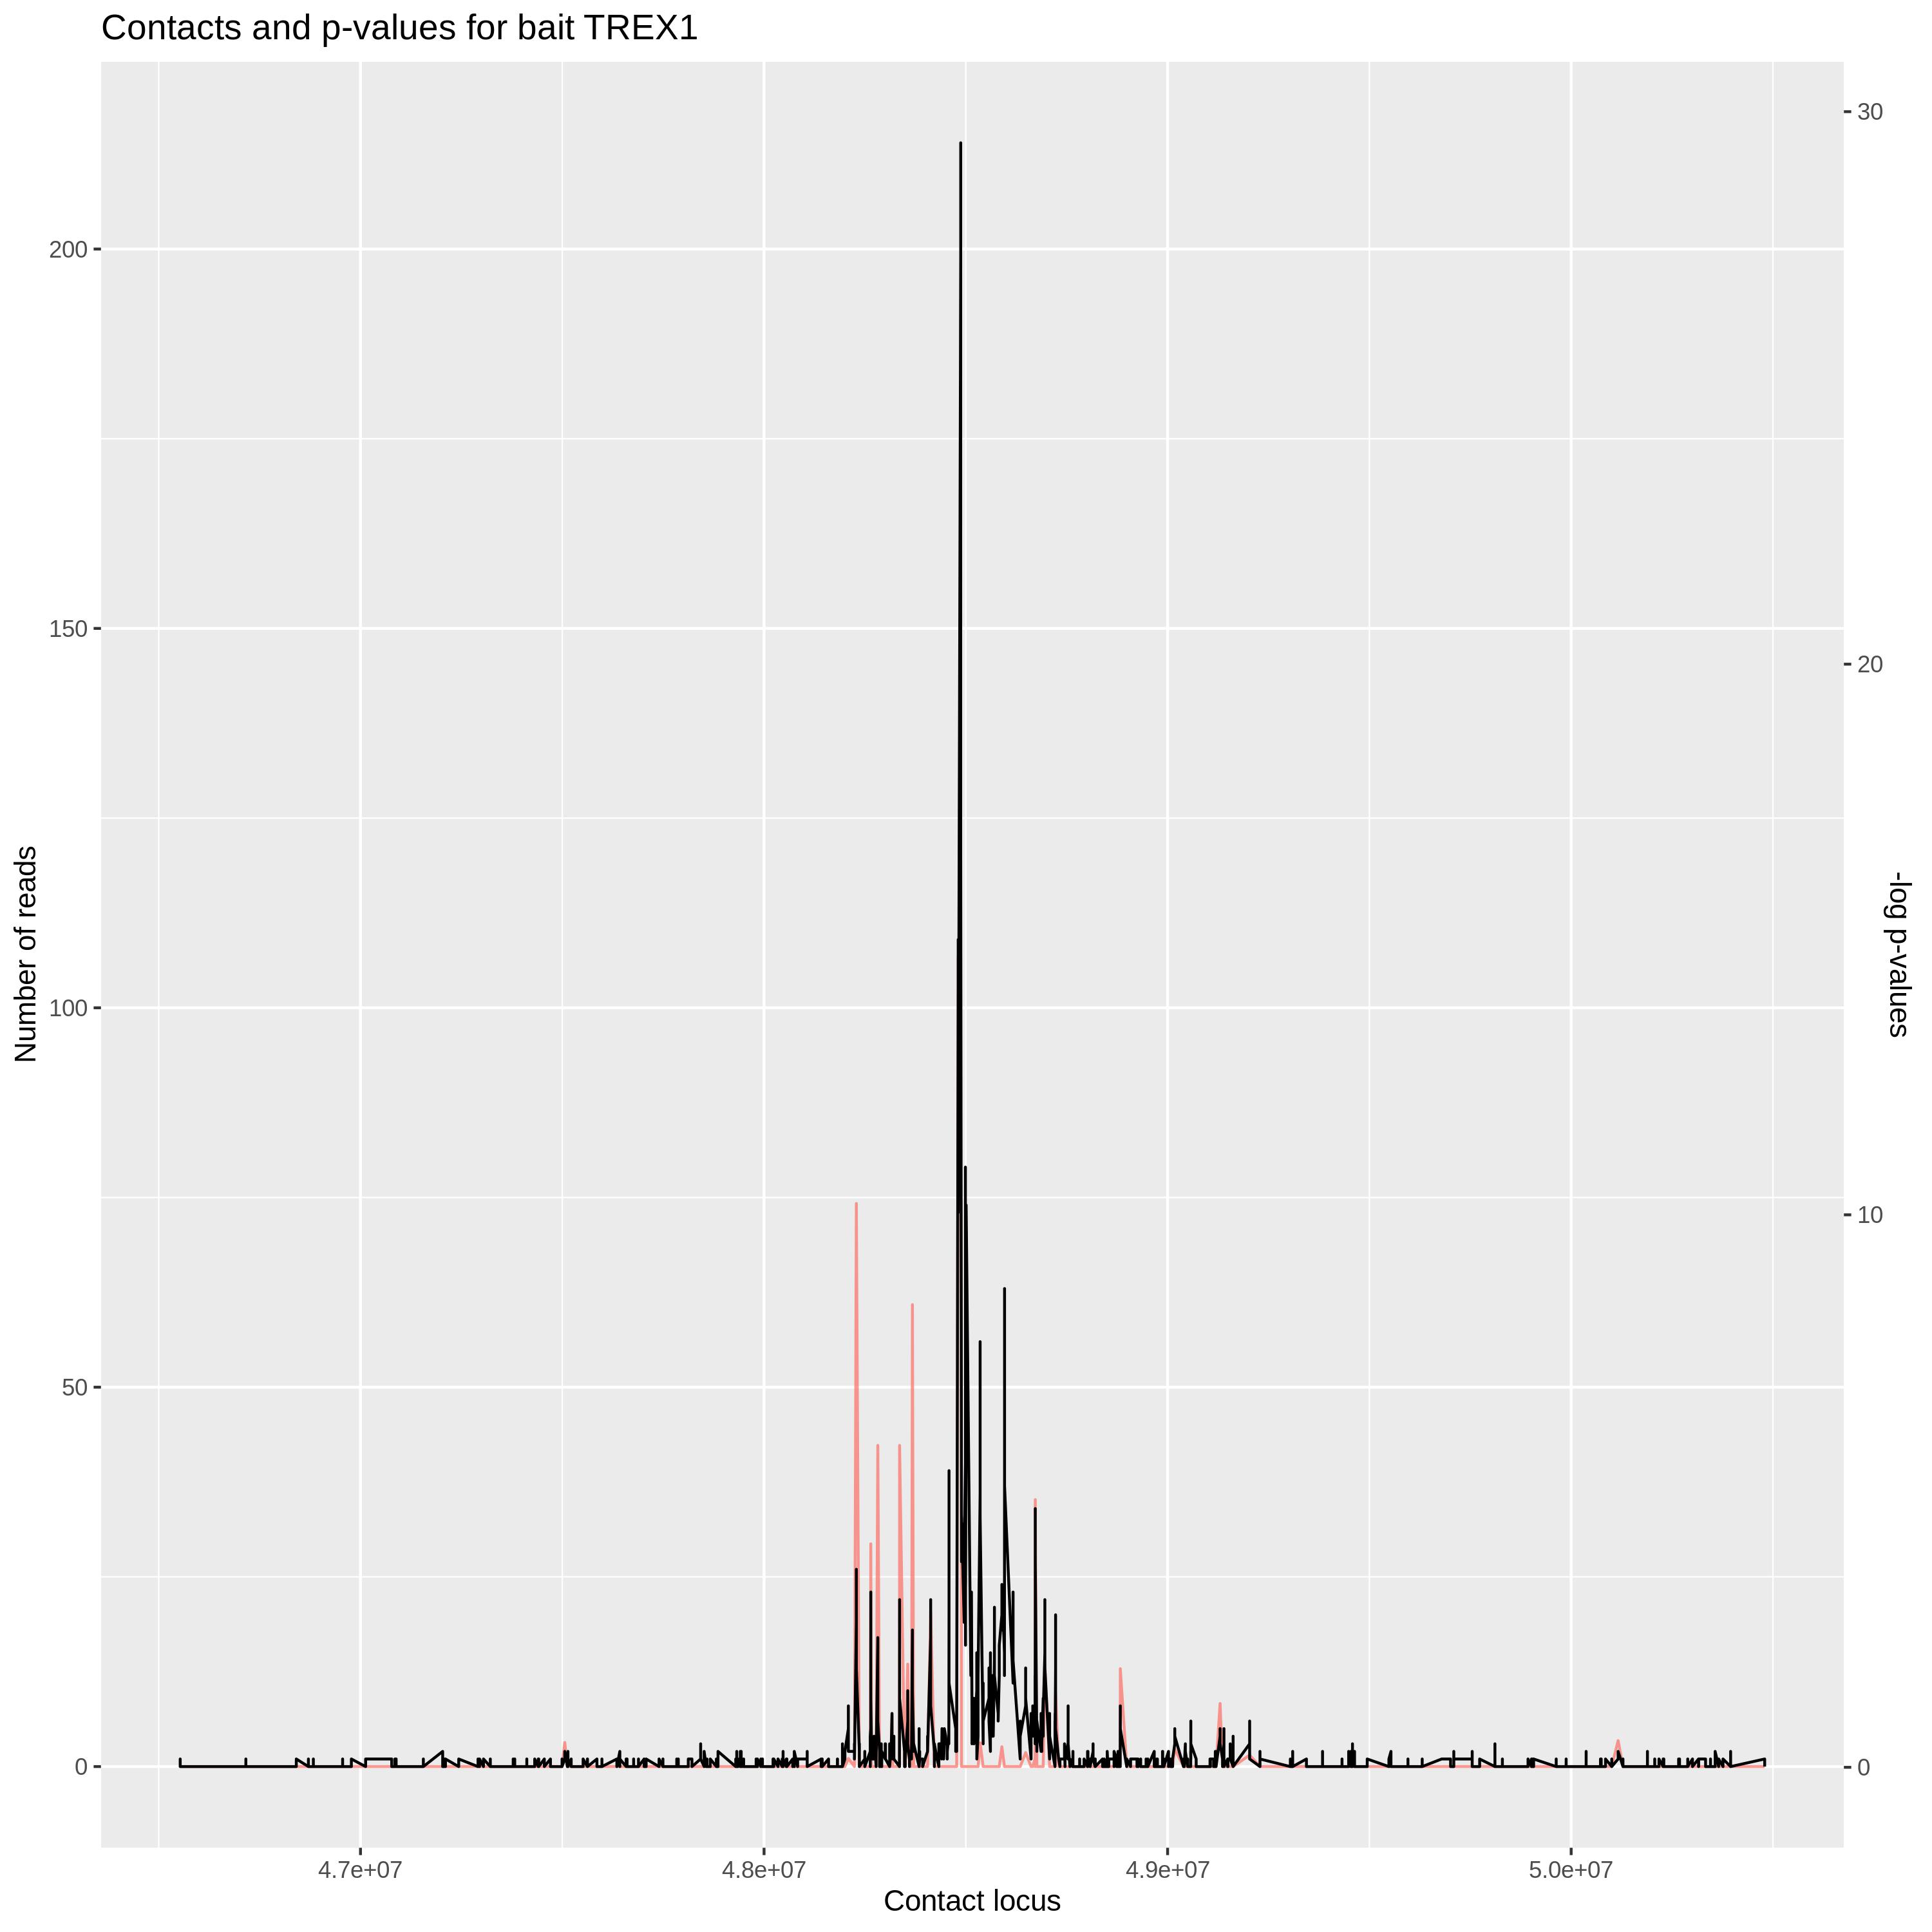 Contacts and p-values for bait TREX1
30
200
150
20
Number of reads
-log p-values
100
10
50
0
0
4.7e+07 4.8e+07 4.9e+07 5.0e+07
Contact locus